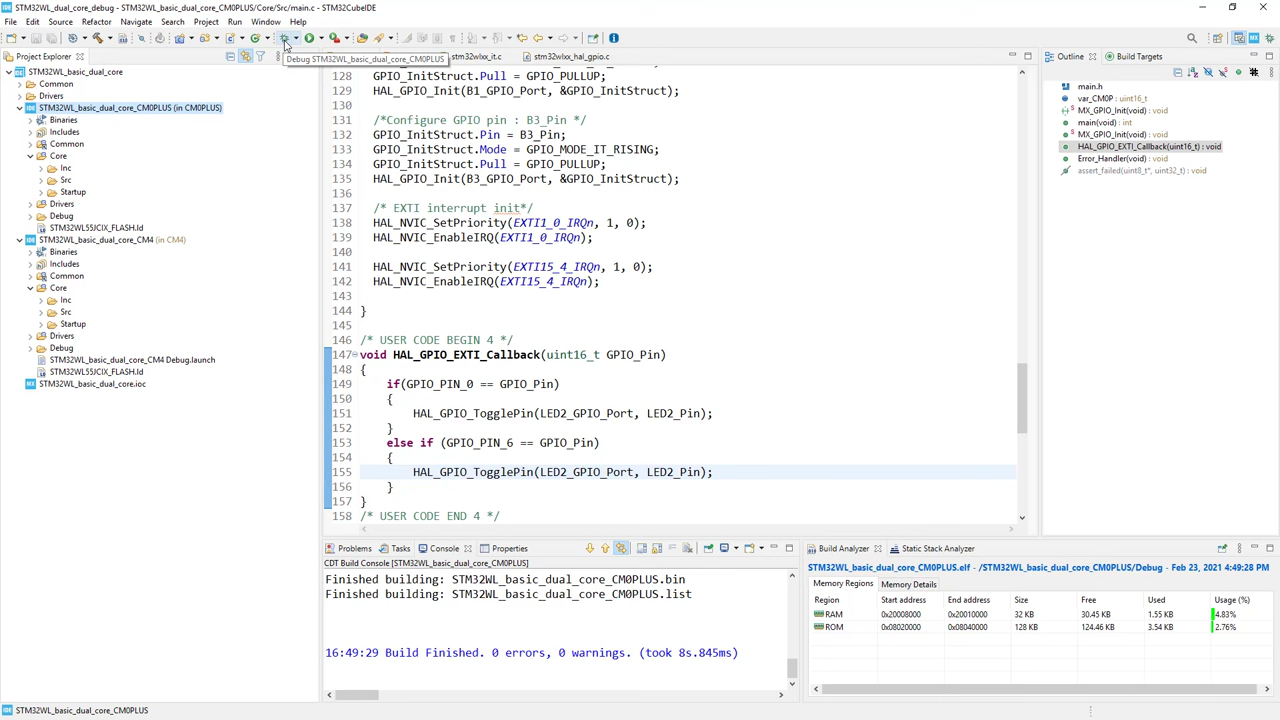 STM32WL_dual_core_debug - STM32WL_basic_dual_core_CM0PLUS/Core/Src/main.c - STM32CubeIDE
File Edit Source Refactor Navigate Search Project Run Window Help
Debug STM32WL_basic_dual_core_CM0PLUS
Project Explorer
STM32WL_basic_dual_core
Common
Drivers
STM32WL_basic_dual_core_CM0PLUS (in CM0PLUS)
Binaries
Includes
Common
Core
Inc
Src
Startup
Drivers
Debug
STM32WL55JCIX_FLASH.ld
STM32WL_basic_dual_core_CM4 (in CM4)
Binaries
Includes
Common
Core
Inc
Src
Startup
Drivers
Debug
STM32WL_basic_dual_core_CM4 Debug.launch
STM32WL55JCIX_FLASH.ld
STM32WL_basic_dual_core.ioc
stm32wlxx_it.c
stm32wlxx_hal_gpio.c
128 GPIO_InitStruct.Pull = GPIO_PULLUP;
129 HAL_GPIO_Init(B1_GPIO_Port, &GPIO_InitStruct);
130
131 /*Configure GPIO pin : B3_Pin */
132 GPIO_InitStruct.Pin = B3_Pin;
133 GPIO_InitStruct.Mode = GPIO_MODE_IT_RISING;
134 GPIO_InitStruct.Pull = GPIO_PULLUP;
135 HAL_GPIO_Init(B3_GPIO_Port, &GPIO_InitStruct);
136
137 /* EXTI interrupt init*/
138 HAL_NVIC_SetPriority(EXTI1_0_IRQn, 1, 0);
139 HAL_NVIC_EnableIRQ(EXTI1_0_IRQn);
140
141 HAL_NVIC_SetPriority(EXTI15_4_IRQn, 1, 0);
142 HAL_NVIC_EnableIRQ(EXTI15_4_IRQn);
143
144 }
145
146 /* USER CODE BEGIN 4 */
147 void HAL_GPIO_EXTI_Callback(uint16_t GPIO_Pin)
148 {
149 if(GPIO_PIN_0 == GPIO_Pin)
150 {
151 HAL_GPIO_TogglePin(LED2_GPIO_Port, LED2_Pin);
152 }
153 else if (GPIO_PIN_6 == GPIO_Pin)
154 {
155 HAL_GPIO_TogglePin(LED2_GPIO_Port, LED2_Pin);
156 }
157 }
158 /* USER CODE END 4 */
Outline Build Targets
main.h
var_CM0P : uint16_t
MX_GPIO_Init(void) : void
main(void) : int
MX_GPIO_Init(void) : void
HAL_GPIO_EXTI_Callback(uint16_t) : void
Error_Handler(void) : void
assert_failed(uint8_t*, uint32_t) : void
Problems Tasks Console Properties
CDT Build Console [STM32WL_basic_dual_core_CM0PLUS]
Finished building: STM32WL_basic_dual_core_CM0PLUS.bin
Finished building: STM32WL_basic_dual_core_CM0PLUS.list
16:49:29 Build Finished. 0 errors, 0 warnings. (took 8s.845ms)
Build Analyzer Static Stack Analyzer
STM32WL_basic_dual_core_CM0PLUS.elf - /STM32WL_basic_dual_core_CM0PLUS/Debug - Feb 23, 2021 4:49:28 PM
Memory Regions Memory Details
Region Start address End address Size Free Used Usage (%)
RAM 0x20008000 0x20010000 32 KB 30.45 KB 1.55 KB 4.83%
ROM 0x08020000 0x08040000 128 KB 124.46 KB 3.54 KB 2.76%
STM32WL_basic_dual_core_CM0PLUS